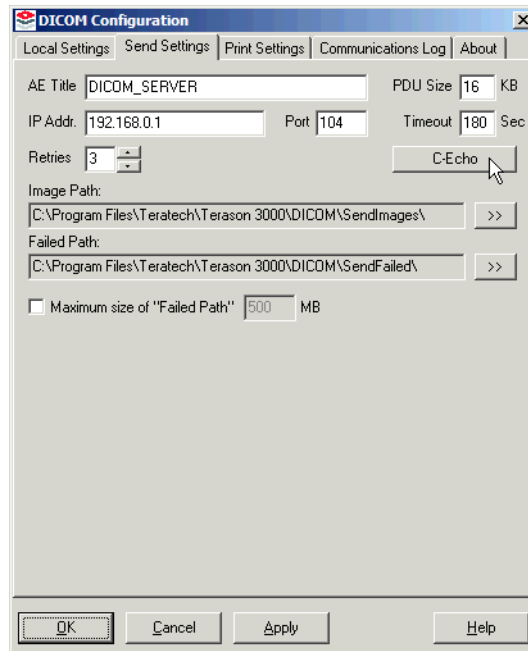 DICOM Configuration
Local Settings Send Settings Print Settings Communications Log About
AE Title DICOM_SERVER PDU Size 16 KB
IP Addr. 192.168.0.1 Port 104 Timeout 180 Sec
Retries 3 C-Echo
Image Path:
C:\Program Files\Teratech\Terason 3000\DICOM\SendImages\ >>
Failed Path:
C:\Program Files\Teratech\Terason 3000\DICOM\SendFailed\ >>
Maximum size of "Failed Path" 500 MB
OK Cancel Apply Help